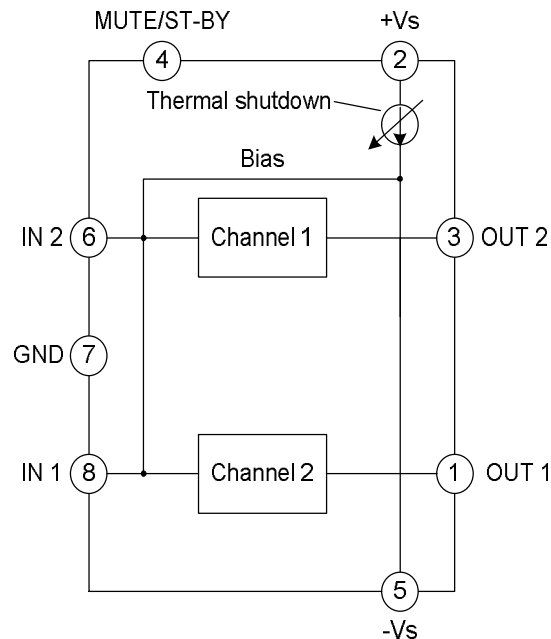 MUTE/ST-BY
+Vs
4
2
Thermal shutdown
Bias
IN 2
6
Channel 1
3
OUT 2
GND
7
IN 1
8
Channel 2
1
OUT 1
5
-Vs